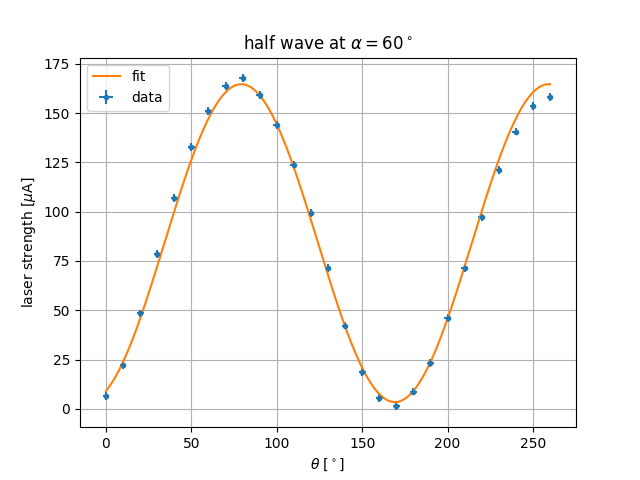 half wave at α = 60°
fit
data
laser strength [μA]
175
150
125
100
75
50
25
0
0 50 100 150 200 250
θ [°]